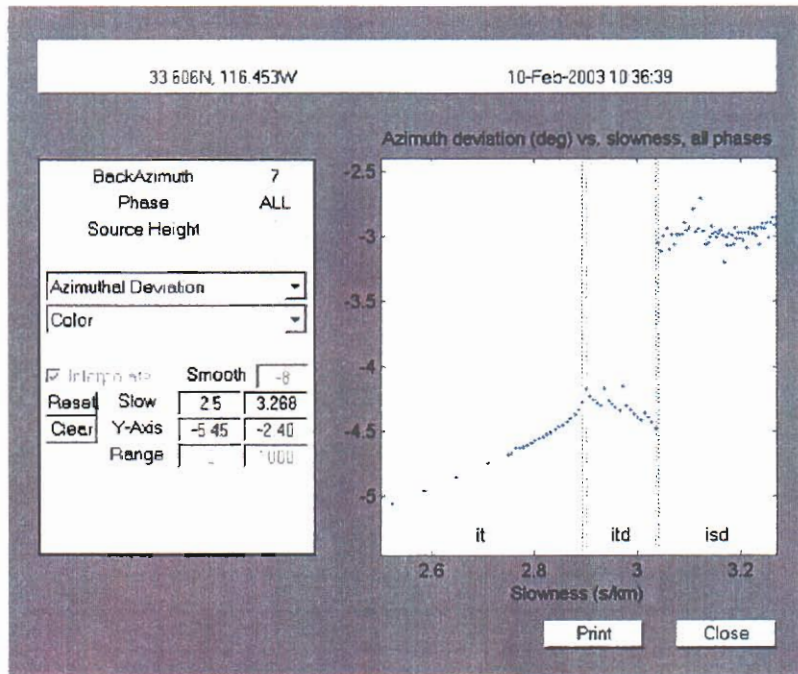 33.606N, 116.453W
10-Feb-2003 10:36:39
BackAzimuth 7
Phase ALL
Source Height
Azimuthal Deviation
Color
Interpolate Smooth -8
Reset Slow 2.5 3.268
Clear Y-Axis -5.45 -2.40
Range 1000
Azimuth deviation (deg) vs. slowness, all phases
-2.5
-3
-3.5
-4
-4.5
-5
it itd isd
2.6 2.8 3 3.2
Slowness (s/km)
Print Close